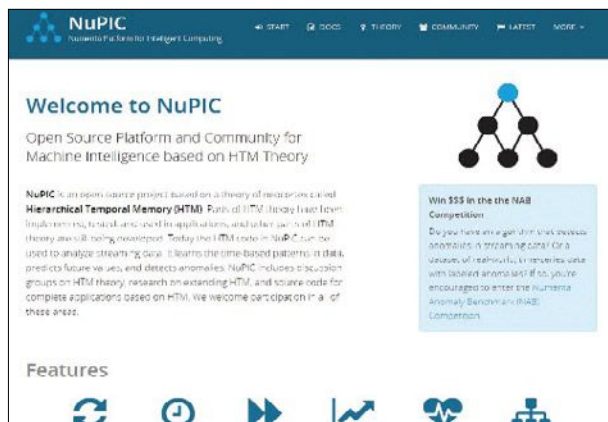 NuPIC
Numenta Platform for Intelligent Computing
START DOCS THEORY COMMUNITY LATEST MORE
Welcome to NuPIC
Open Source Platform and Community for
Machine Intelligence based on HTM Theory
NuPIC is an open source project based on a theory of neocortex called
Hierarchical Temporal Memory (HTM). Parts of HTM theory have been
implemented, tested and used in applications, and other parts of HTM
theory are still being developed. Today the HTM code in NuPIC can be
used to analyze streaming data. It learns the time-based patterns in data,
predicts future values, and detects anomalies. NuPIC includes discussion
groups on HTM theory, research on extending HTM, and source code for
complete applications based on HTM. We welcome participation in all of
these areas.
Win $$$ in the the NAB
Competition
Do you have an algorithm that detects
anomalies in streaming data? Or a
dataset of real-world, time-series data
with labeled anomalies? If so, you're
encouraged to enter the Numenta
Anomaly Benchmark (NAB)
Competition
Features